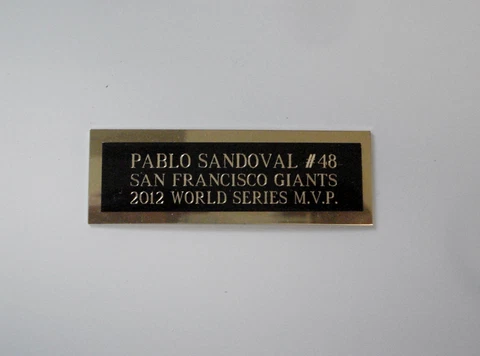 PABLO SANDOVAL #48
SAN FRANCISCO GIANTS
2012 WORLD SERIES M.V.P.